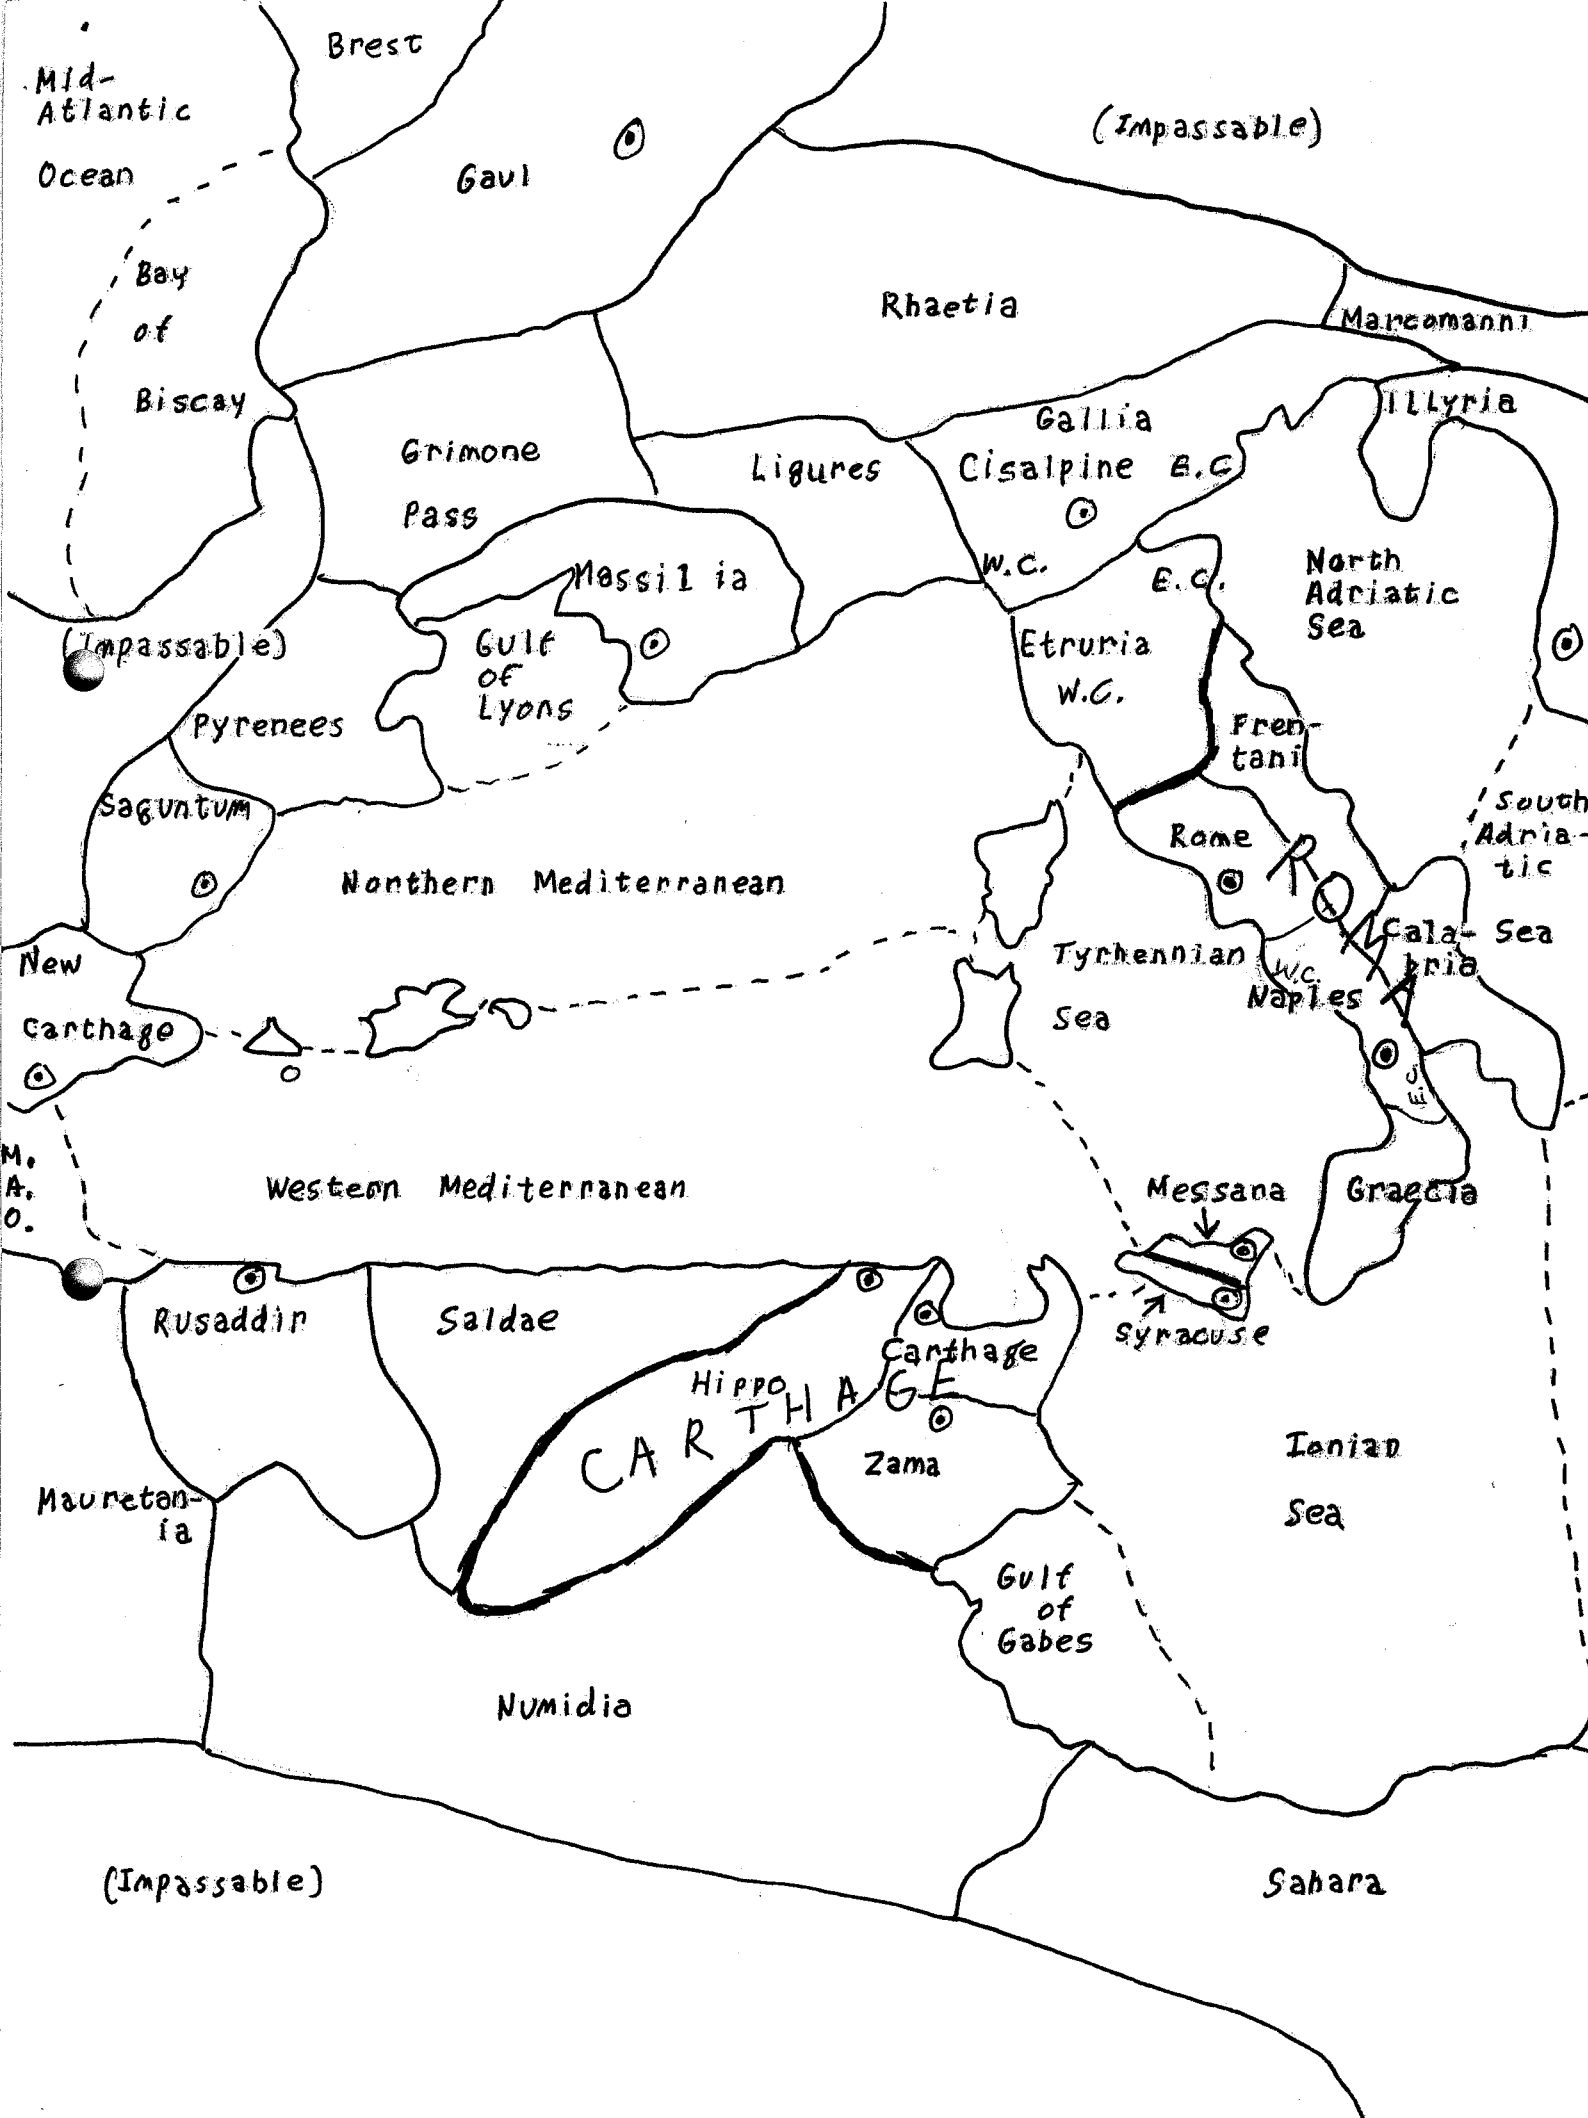 Brest
Mid-
Atlantic
Ocean
(Impassable)
Gaul
Bay
of
Biscay
Rhaetia
Marcomanni
Illyria
Gallia
Cisalpine E.C.
W.C.
Grimone
Pass
Ligures
Massilia
North
Adriatic
Sea
E.C.
Etruria
W.C.
(Impassable)
Gulf
of
Lyons
Pyrenees
Fren-
tani
Saguntum
South
Adria-
tic
Sea
Rome
ROMA
Northern Mediterranean
Cala-
bria
New
Carthage
Tyrhennian
Sea
W.C.
Naples
E.C.
M.
A.
O.
Western Mediterranean
Messana
Graecia
Syracuse
Rusaddir
Saldae
Carthage
Hippo
CARTHAGE
Zama
Ionian
Sea
Mauretan-
ia
Gulf
of
Gabes
Numidia
(Impassable)
Sahara